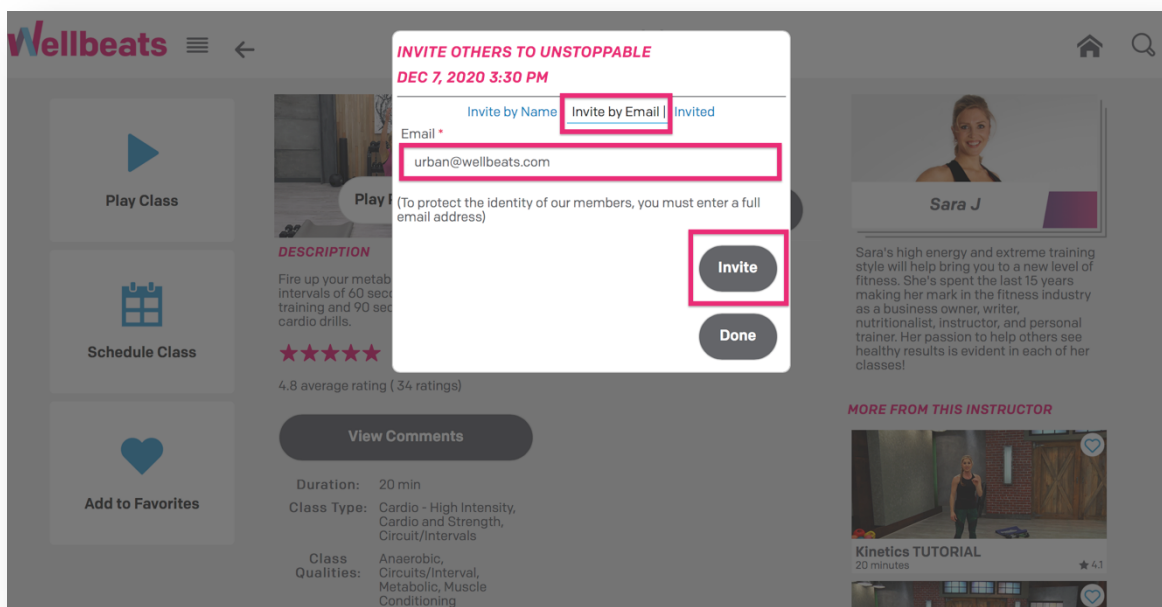 Wellbeats
INVITE OTHERS TO UNSTOPPABLE
DEC 7, 2020 3:30 PM
Invite by Name
Invite by Email | Invited
Email *
urban@wellbeats.com
(To protect the identity of our members, you must enter a full
email address)
Invite
Done
Play Class
Schedule Class
Add to Favorites
Play
DESCRIPTION
Fire up your metab
intervals of 60 seco
training and 90 sec
cardio drills.
4.8 average rating ( 34 ratings)
View Comments
Duration: 20 min
Class Type: Cardio - High Intensity,
Cardio and Strength,
Circuit/Intervals
Class Qualities: Anaerobic,
Circuits/Interval,
Metabolic, Muscle
Conditioning
Sara J
Sara's high energy and extreme training
style will help bring you to a new level of
fitness. She's spent the last 15 years
making her mark in the fitness industry
as a business owner, writer,
nutritionalist, instructor, and personal
trainer. Her passion to help others see
healthy results is evident in each of her
classes!
MORE FROM THIS INSTRUCTOR
Kinetics TUTORIAL
20 minutes
★ 4.1